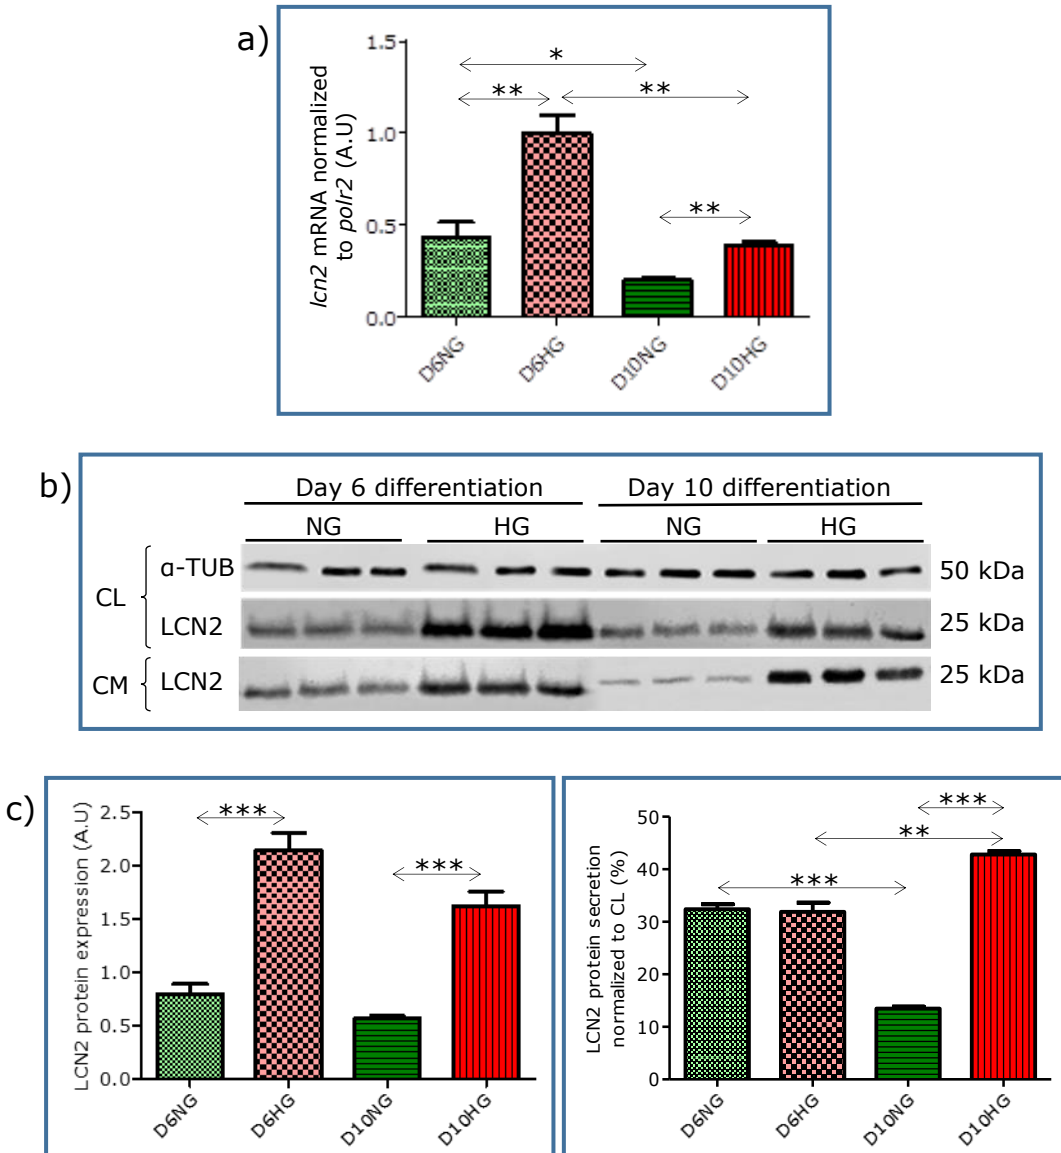 a)
lcn2 mRNA normalized
to polr2 (A.U)
1.5
1.0
0.5
0.0
*
**
**
**
D6NG
D6HG
D10NG
D10HG
b)
Day 6 differentiation
Day 10 differentiation
NG
HG
NG
HG
CL
α-TUB
50 kDa
LCN2
25 kDa
CM
LCN2
25 kDa
c)
LCN2 protein expression (A.U)
2.5
2.0
1.5
1.0
0.5
0.0
***
***
D6NG
D6HG
D10NG
D10HG
LCN2 protein secretion
normalized to CL (%)
50
40
30
20
10
0
***
**
***
D6NG
D6HG
D10NG
D10HG